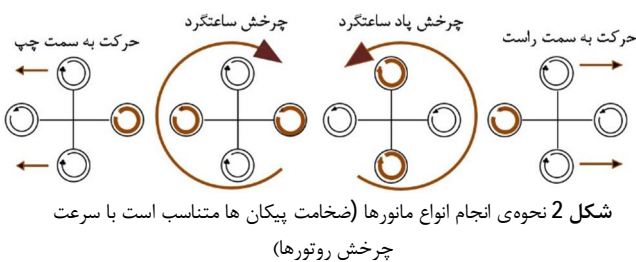 حرکت به سمت راست
چرخش پاد ساعتگرد
چرخش ساعتگرد
حرکت به سمت چپ
شکل 2 نحوه‌ی انجام انواع مانورها (ضخامت پیکان ها متناسب است با سرعت
چرخش روتورها)